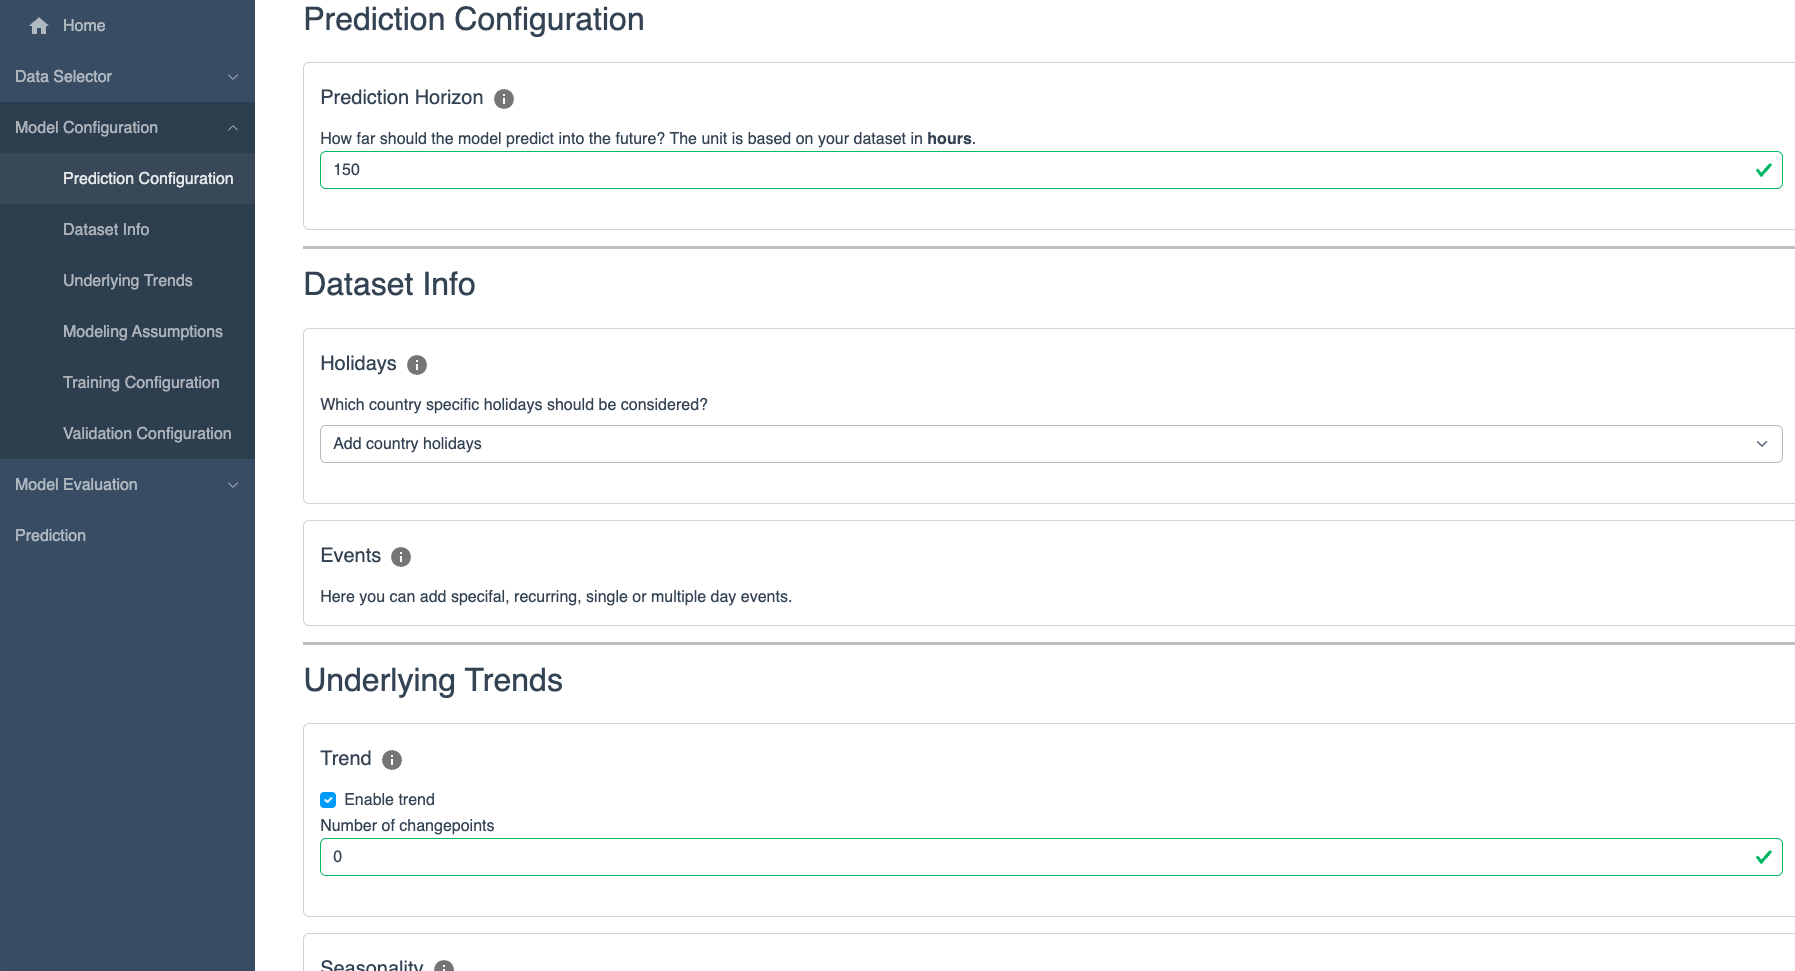 Home
Data Selector
Model Configuration
Prediction Configuration
Dataset Info
Underlying Trends
Modeling Assumptions
Training Configuration
Validation Configuration
Model Evaluation
Prediction
Prediction Configuration
Prediction Horizon
How far should the model predict into the future? The unit is based on your dataset in hours.
150
Dataset Info
Holidays
Which country specific holidays should be considered?
Add country holidays
Events
Here you can add specifal, recurring, single or multiple day events.
Underlying Trends
Trend
Enable trend
Number of changepoints
0
Seasonality